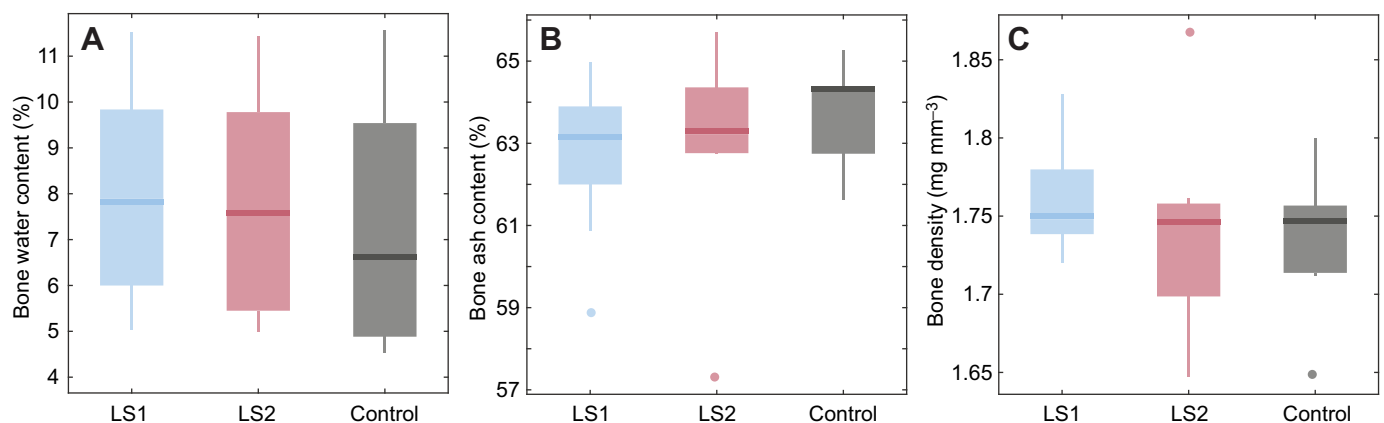 A
Bone water content (%)
11
10
9
8
7
6
5
4
LS1 LS2 Control
B
Bone ash content (%)
65
63
61
59
57
LS1 LS2 Control
C
Bone density (mg mm⁻³)
1.85
1.8
1.75
1.7
1.65
LS1 LS2 Control